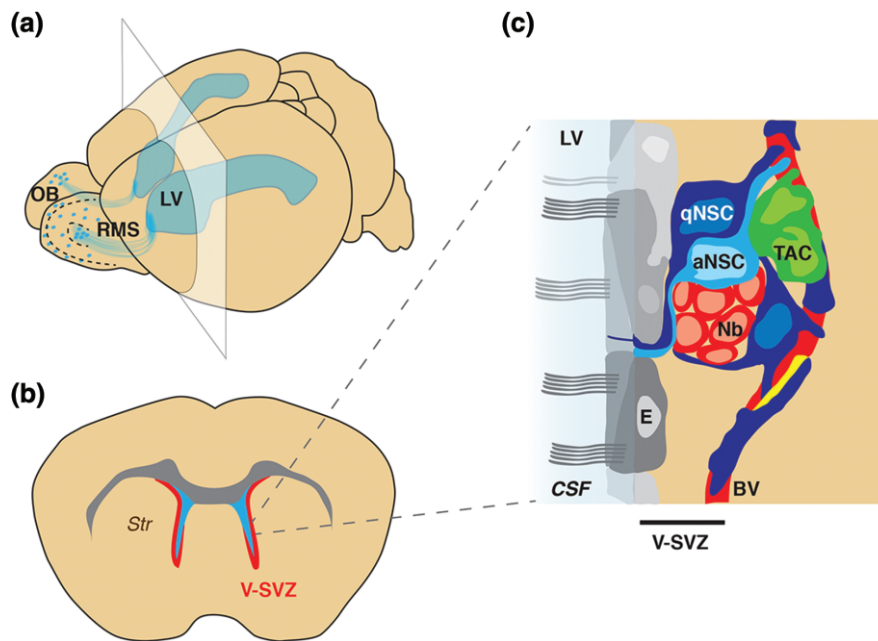 (a)
OB
RMS
LV
(b)
Str
V-SVZ
(c)
LV
qNSC
aNSC
TAC
Nb
E
CSF
BV
V-SVZ